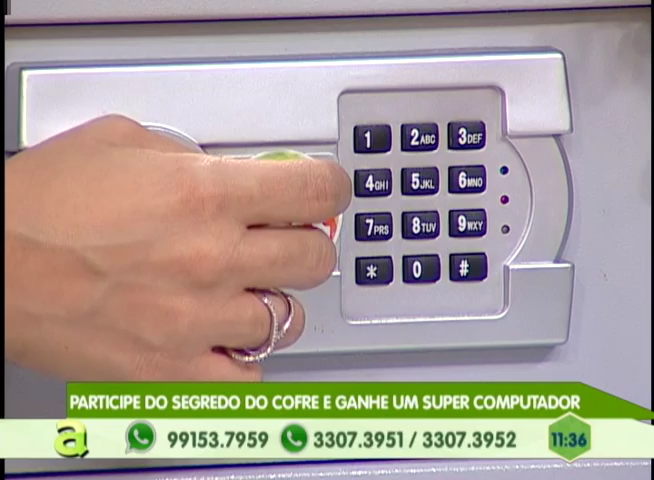 1 2ABC 3DEF
4GHI 5JKL 6MNO
7PRS 8TUV 9WXY
* 0 #
PARTICIPE DO SEGREDO DO COFRE E GANHE UM SUPER COMPUTADOR
a 99153.7959 3307.3951 / 3307.3952 11:36